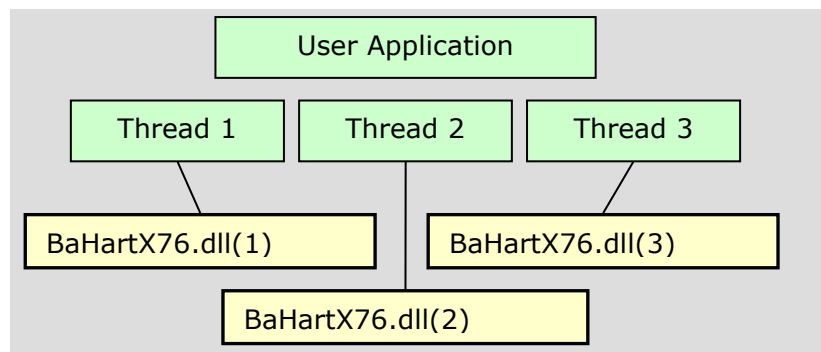 User Application
Thread 1
Thread 2
Thread 3
BaHartX76.dll(1)
BaHartX76.dll(3)
BaHartX76.dll(2)